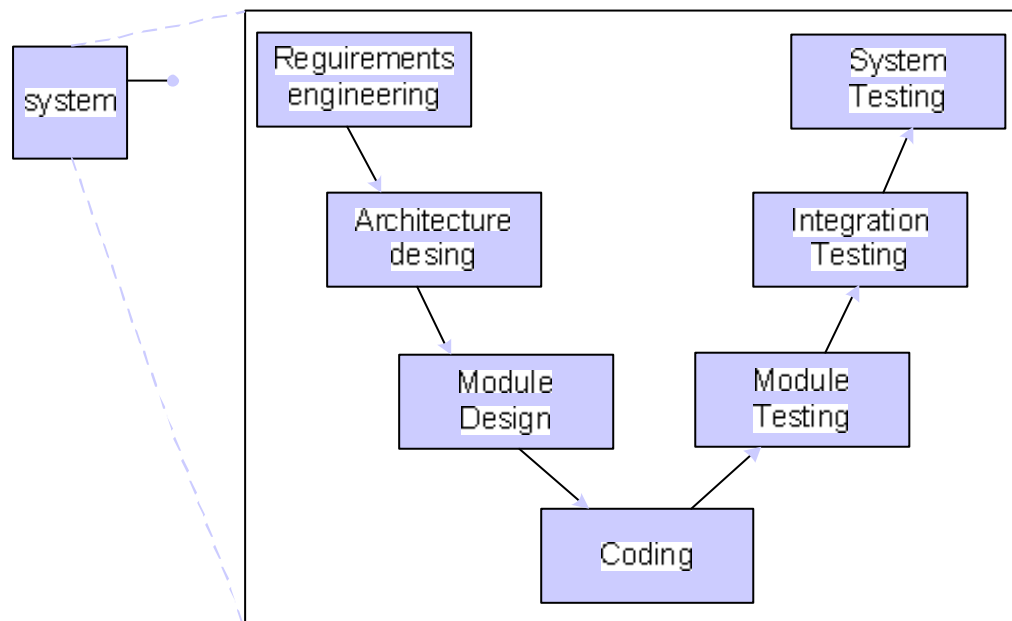 system
Reguirements
engineering
Architecture
desing
Module
Design
Coding
Module
Testing
Integration
Testing
System
Testing